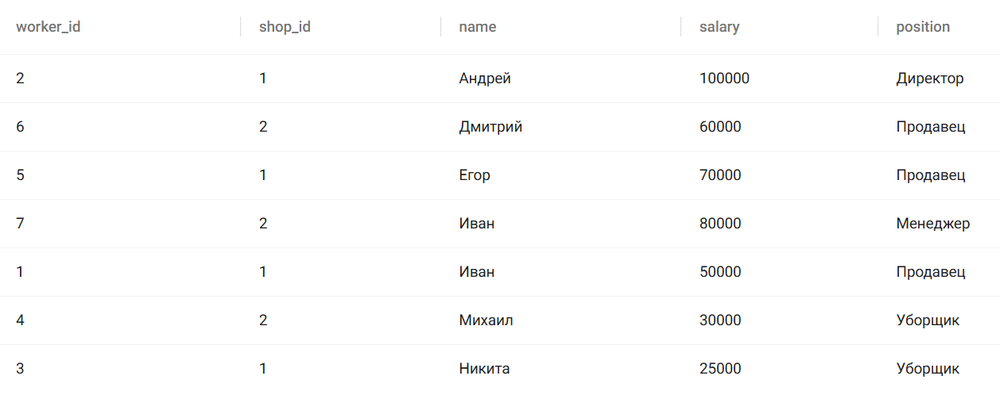 worker_id shop_id name salary position
2 1 Андрей 100000 Директор
6 2 Дмитрий 60000 Продавец
5 1 Егор 70000 Продавец
7 2 Иван 80000 Менеджер
1 1 Иван 50000 Продавец
4 2 Михаил 30000 Уборщик
3 1 Никита 25000 Уборщик